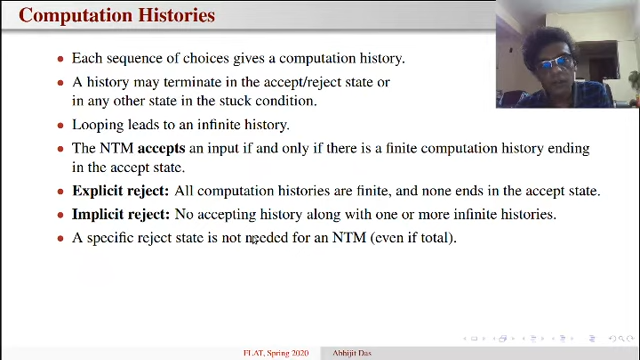 Computation Histories
• Each sequence of choices gives a computation history.
• A history may terminate in the accept/reject state or
in any other state in the stuck condition.
• Looping leads to an infinite history.
• The NTM accepts an input if and only if there is a finite computation history ending
in the accept state.
• Explicit reject: All computation histories are finite, and none ends in the accept state.
• Implicit reject: No accepting history along with one or more infinite histories.
• A specific reject state is not needed for an NTM (even if total).
FLAT, Spring 2020 Abhijit Das